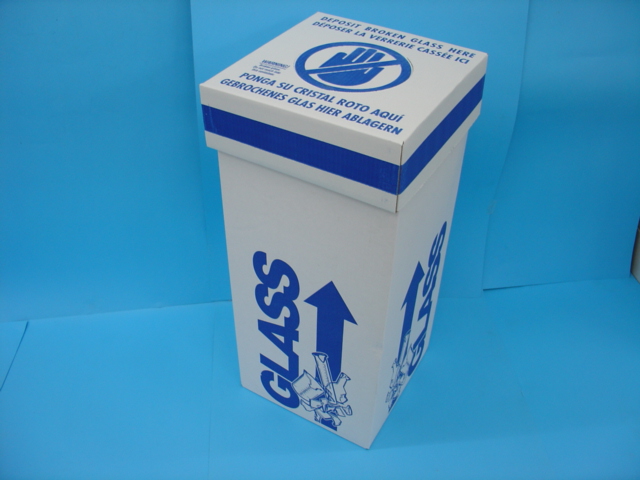 DEPOSIT BROKEN GLASS HERE
DÉPOSER LA VERRERIE CASSÉE ICI
PONGA SU CRISTAL ROTO AQUÍ
GEBROCHENES GLAS HIER ABLAGERN
GLASS
GLASS